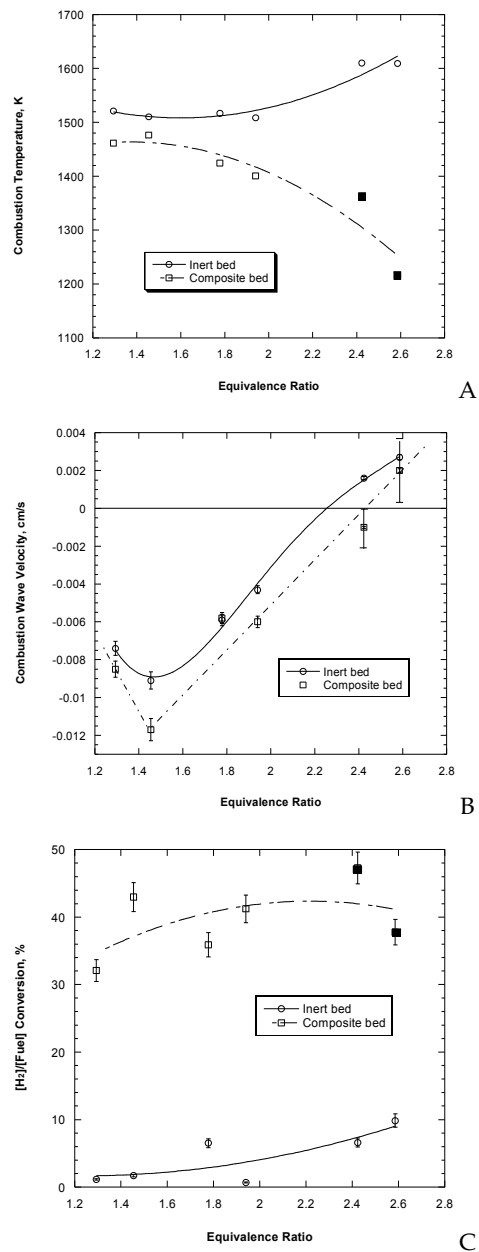 1700
1600
1500
1400
1300
1200
1100
Combustion Temperature, K
Inert bed
Composite bed
1.2 1.4 1.6 1.8 2 2.2 2.4 2.6 2.8
Equivalence Ratio
A
0.004
0.002
0
-0.002
-0.004
-0.006
-0.008
-0.01
-0.012
Combustion Wave Velocity, cm/s
Inert bed
Composite bed
1.2 1.4 1.6 1.8 2 2.2 2.4 2.6 2.8
Equivalence Ratio
B
50
40
30
20
10
0
[H2]/[Fuel] Conversion, %
Inert bed
Composite bed
1.2 1.4 1.6 1.8 2 2.2 2.4 2.6 2.8
Equivalence Ratio
C